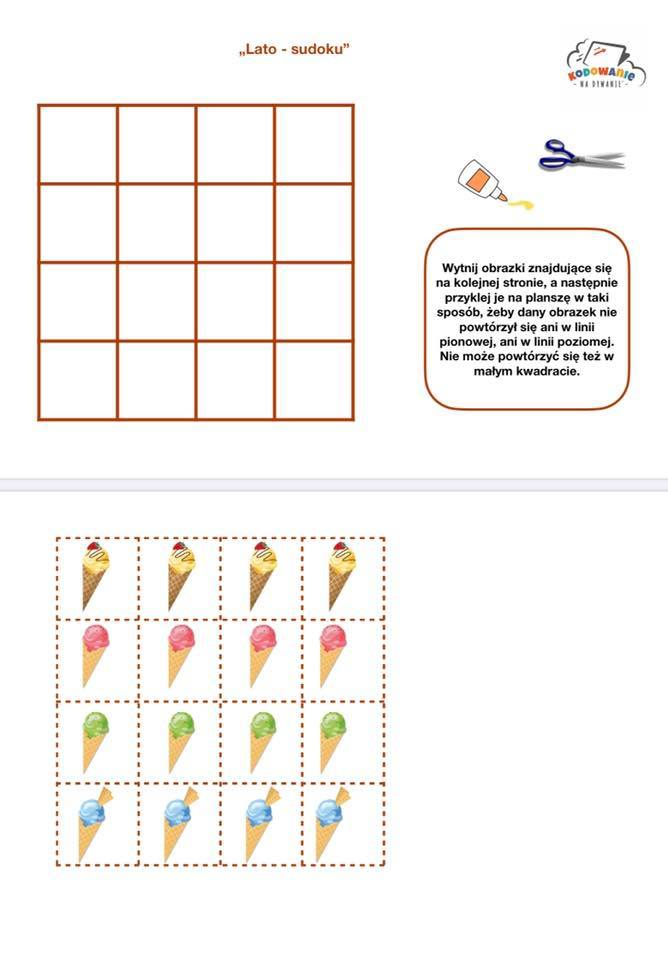 „Lato - sudoku”
KODOWANIE
- NA DYWANIE -
Wytnij obrazki znajdujące się
na kolejnej stronie, a następnie
przyklej je na planszę w taki
sposób, żeby dany obrazek nie
powtórzył się ani w linii
pionowej, ani w linii poziomej.
Nie może powtórzyć się też w
małym kwadracie.